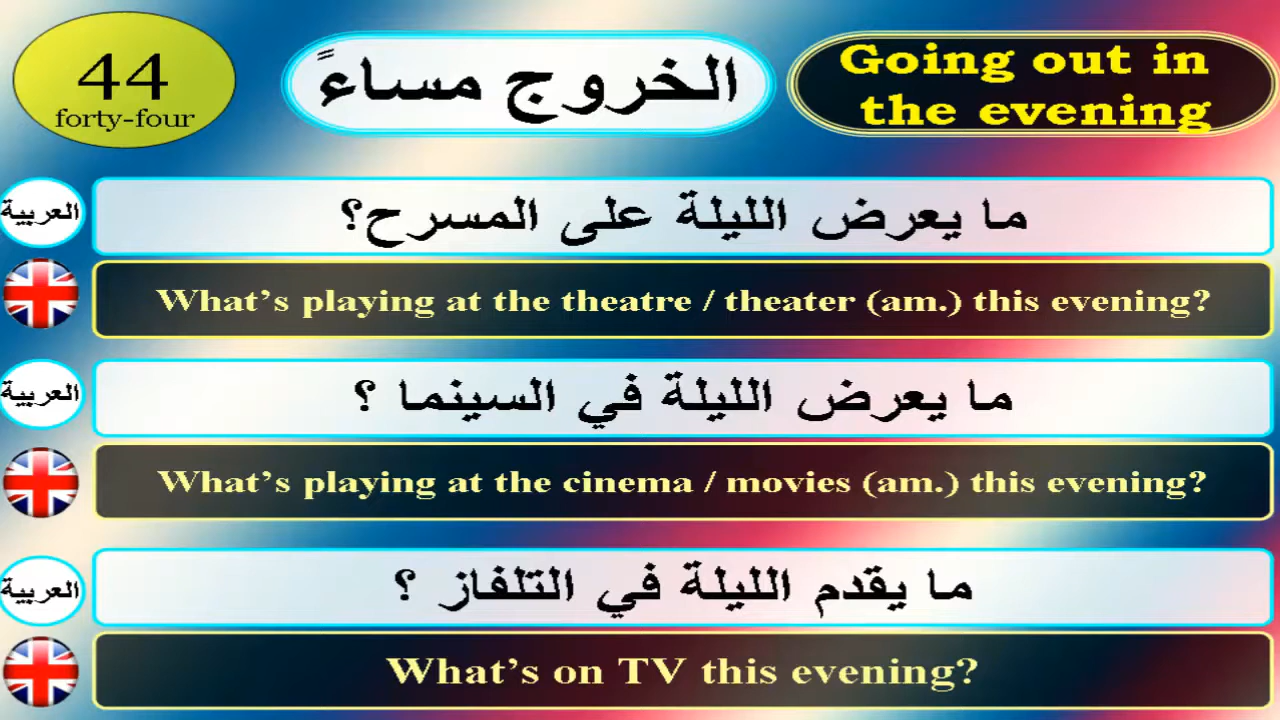 44
forty-four
الخروج مساءً
Going out in
the evening
العربية
ما يعرض الليلة على المسرح؟
What's playing at the theatre / theater (am.) this evening?
العربية
ما يعرض الليلة في السينما ؟
What's playing at the cinema / movies (am.) this evening?
العربية
ما يقدم الليلة في التلفاز ؟
What's on TV this evening?